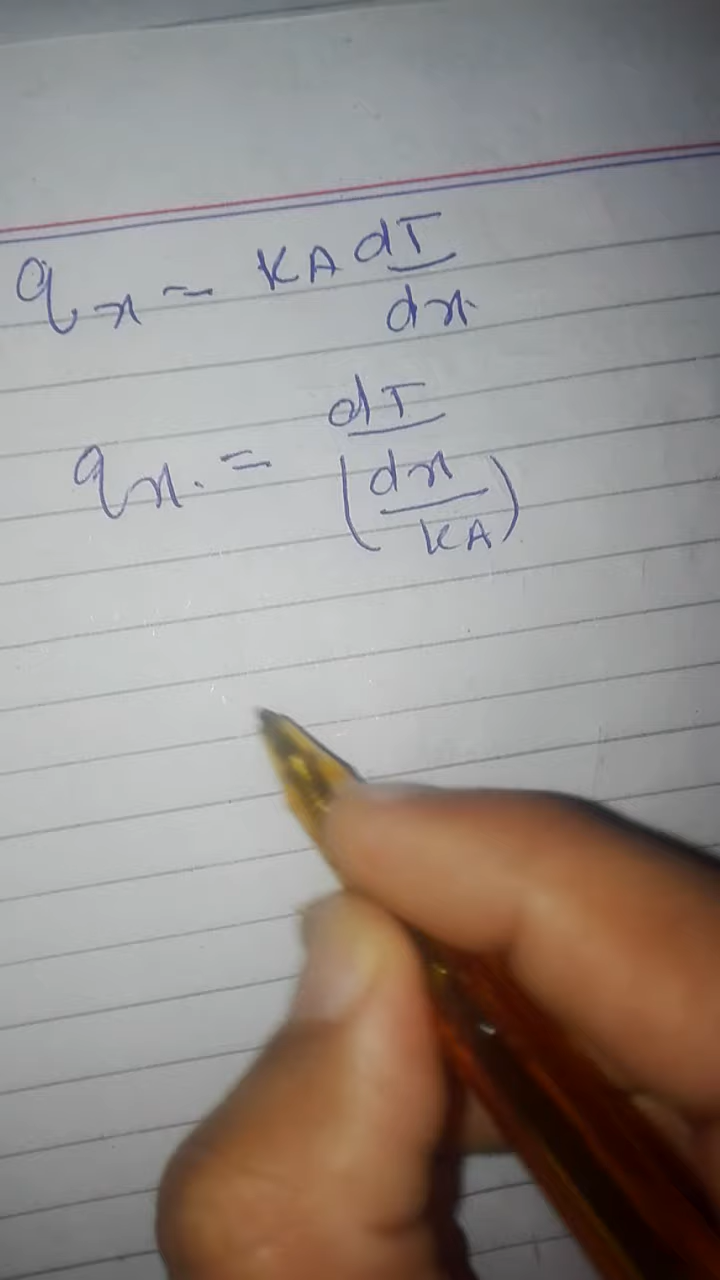 qx = KA dT/dx
qx. = dT/(dx/KA)